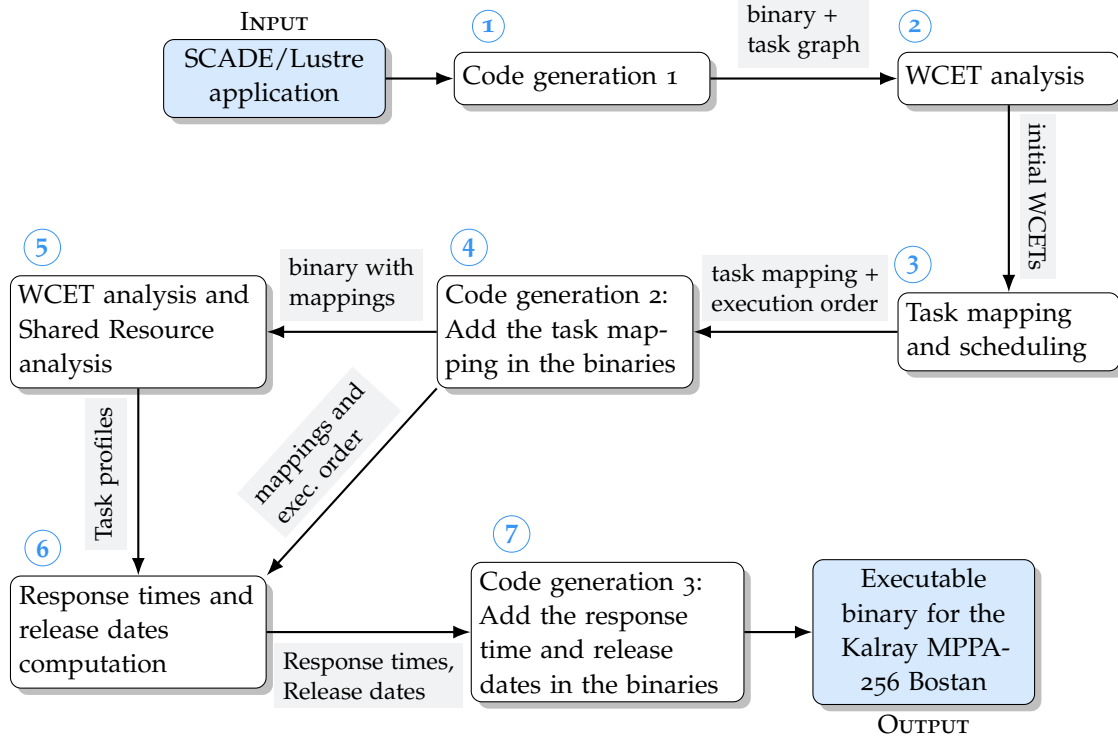 INPUT
SCADE/Lustre
application
1
Code generation 1
binary +
task graph
2
WCET analysis
initial WCETs
3
Task mapping
and scheduling
task mapping +
execution order
4
Code generation 2:
Add the task map-
ping in the binaries
binary with
mappings
5
WCET analysis and
Shared Resource
analysis
Task profiles
mappings and
exec. order
6
Response times and
release dates
computation
Response times,
Release dates
7
Code generation 3:
Add the response
time and release
dates in the binaries
Executable
binary for the
Kalray MPPA-
256 Bostan
OUTPUT